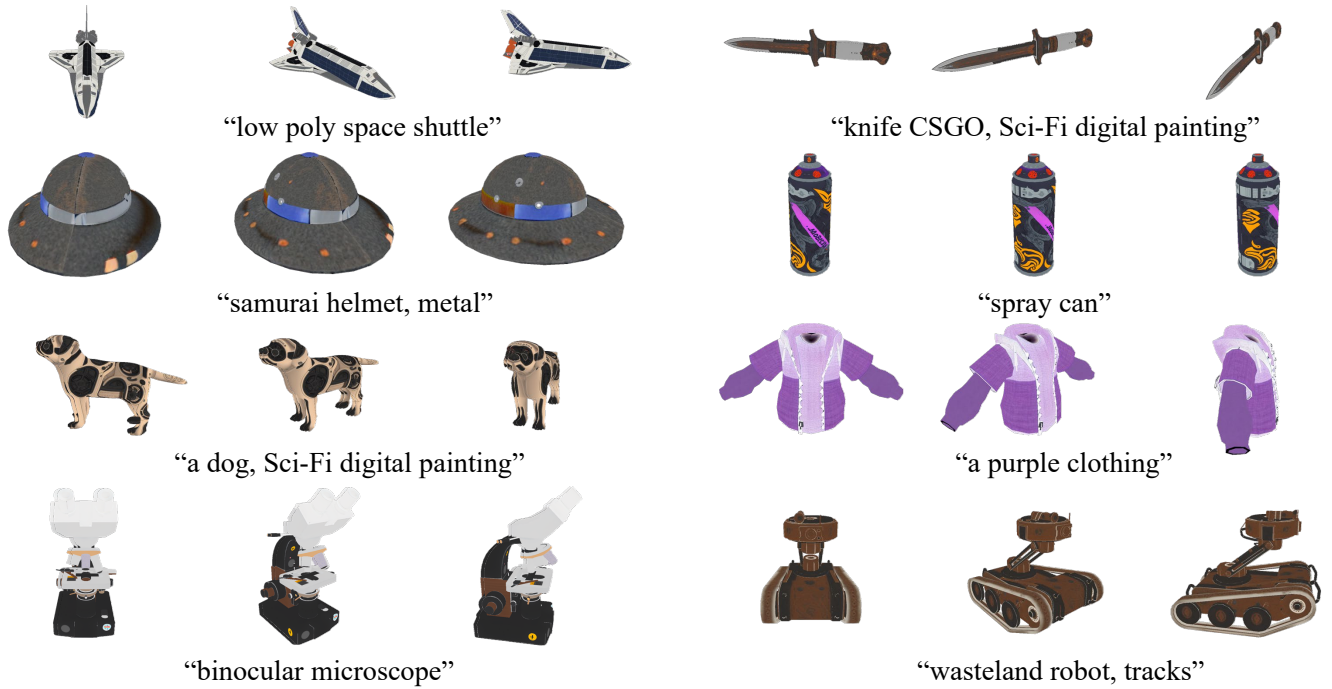 “low poly space shuttle”
“knife CSGO, Sci-Fi digital painting”
“samurai helmet, metal”
“spray can”
“a dog, Sci-Fi digital painting”
“a purple clothing”
“binocular microscope”
“wasteland robot, tracks”